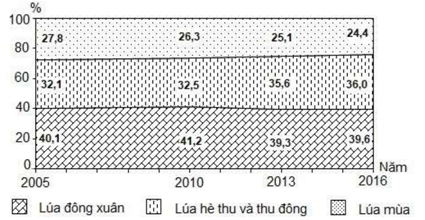 %
100
80
60
40
20
0
27,8 26,3 25,1 24,4
32,1 32,5 35,6 36,0
40,1 41,2 39,3 39,6
Năm
2005 2010 2013 2016
Lúa đông xuân Lúa hè thu và thu đông Lúa mùa